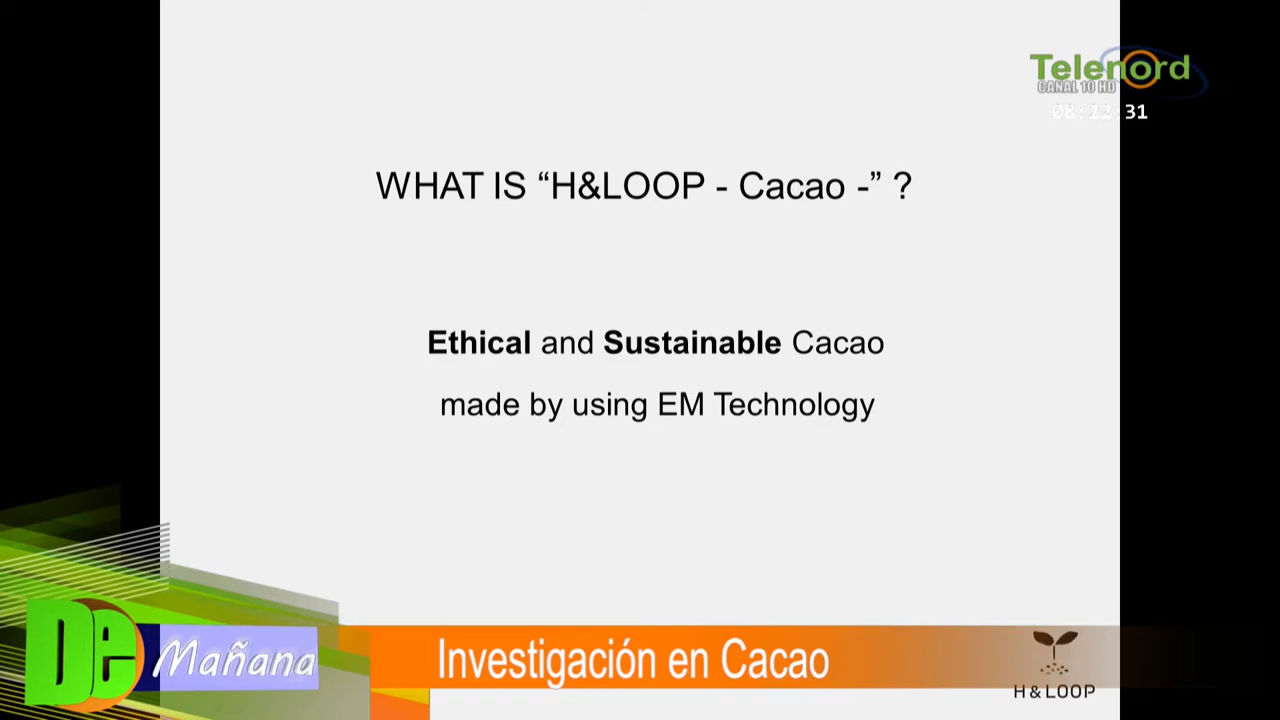 Telenord
CANAL 10 HD
08:22:31
WHAT IS “H&LOOP - Cacao -” ?
Ethical and Sustainable Cacao
made by using EM Technology
De
Mañana
Investigación en Cacao
H & LOOP